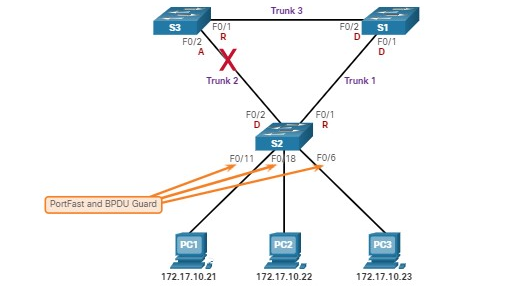 Trunk 3
S3
F0/1
R
F0/2
D
S1
F0/2
A
F0/1
D
Trunk 2
Trunk 1
F0/2
D
F0/1
R
S2
F0/11
F0/18
F0/6
PortFast and BPDU Guard
PC1
PC2
PC3
172.17.10.21
172.17.10.22
172.17.10.23